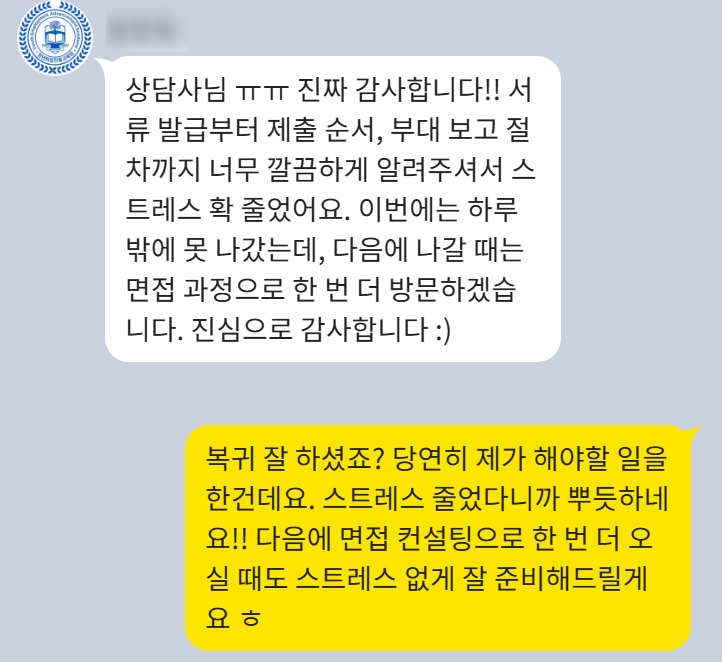 상담사님 ㅠㅠ 진짜 감사합니다!! 서
류 발급부터 제출 순서, 부대 보고 절
차까지 너무 깔끔하게 알려주셔서 스
트레스 확 줄었어요. 이번에는 하루
밖에 못 나갔는데, 다음에 나갈 때는
면접 과정으로 한 번 더 방문하겠습
니다. 진심으로 감사합니다 :)
복귀 잘 하셨죠? 당연히 제가 해야할 일을
한건데요. 스트레스 줄었다니까 뿌듯하네
요!! 다음에 면접 컨설팅으로 한 번 더 오
실 때도 스트레스 없게 잘 준비해드릴게
요 ㅎ